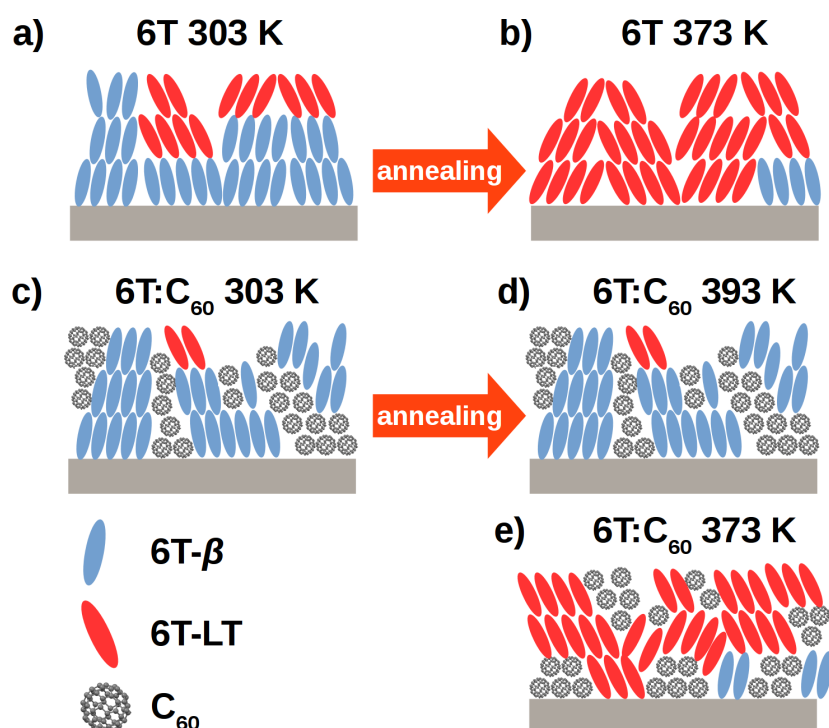 a) 6T 303 K
b) 6T 373 K
annealing
c) 6T:C60 303 K
d) 6T:C60 393 K
annealing
e) 6T:C60 373 K
6T-β
6T-LT
C60